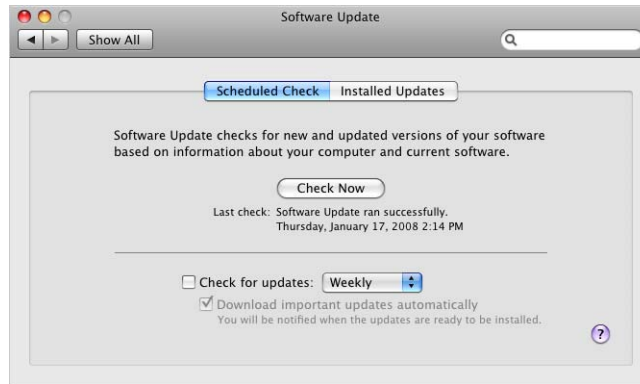 Software Update
Show All
Scheduled Check
Installed Updates
Software Update checks for new and updated versions of your software
based on information about your computer and current software.
Check Now
Last check: Software Update ran successfully.
Thursday, January 17, 2008 2:14 PM
Check for updates: Weekly
Download important updates automatically
You will be notified when the updates are ready to be installed.
?